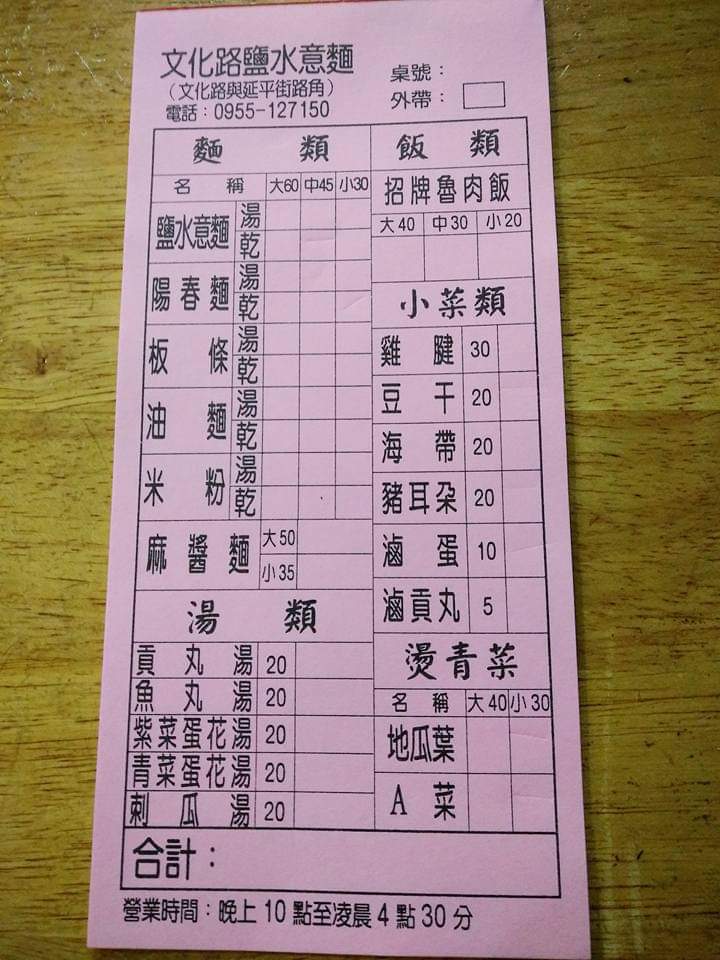 文化路鹽水意麵
（文化路與延平街路角）
電話：0955-127150
桌號：
外帶：
麵類
名稱 大60 中45 小30
鹽水意麵 湯
乾
陽春麵 湯
乾
板條 湯
乾
油麵 湯
乾
米粉 湯
乾
麻醬麵 大50
小35
湯類
貢丸湯 20
魚丸湯 20
紫菜蛋花湯 20
青菜蛋花湯 20
刺瓜湯 20
飯類
招牌魯肉飯
大40 中30 小20
小菜類
雞腱 30
豆干 20
海帶 20
豬耳朵 20
滷蛋 10
滷貢丸 5
燙青菜
名稱 大40 小30
地瓜葉
A菜
合計：
營業時間：晚上10點至凌晨4點30分